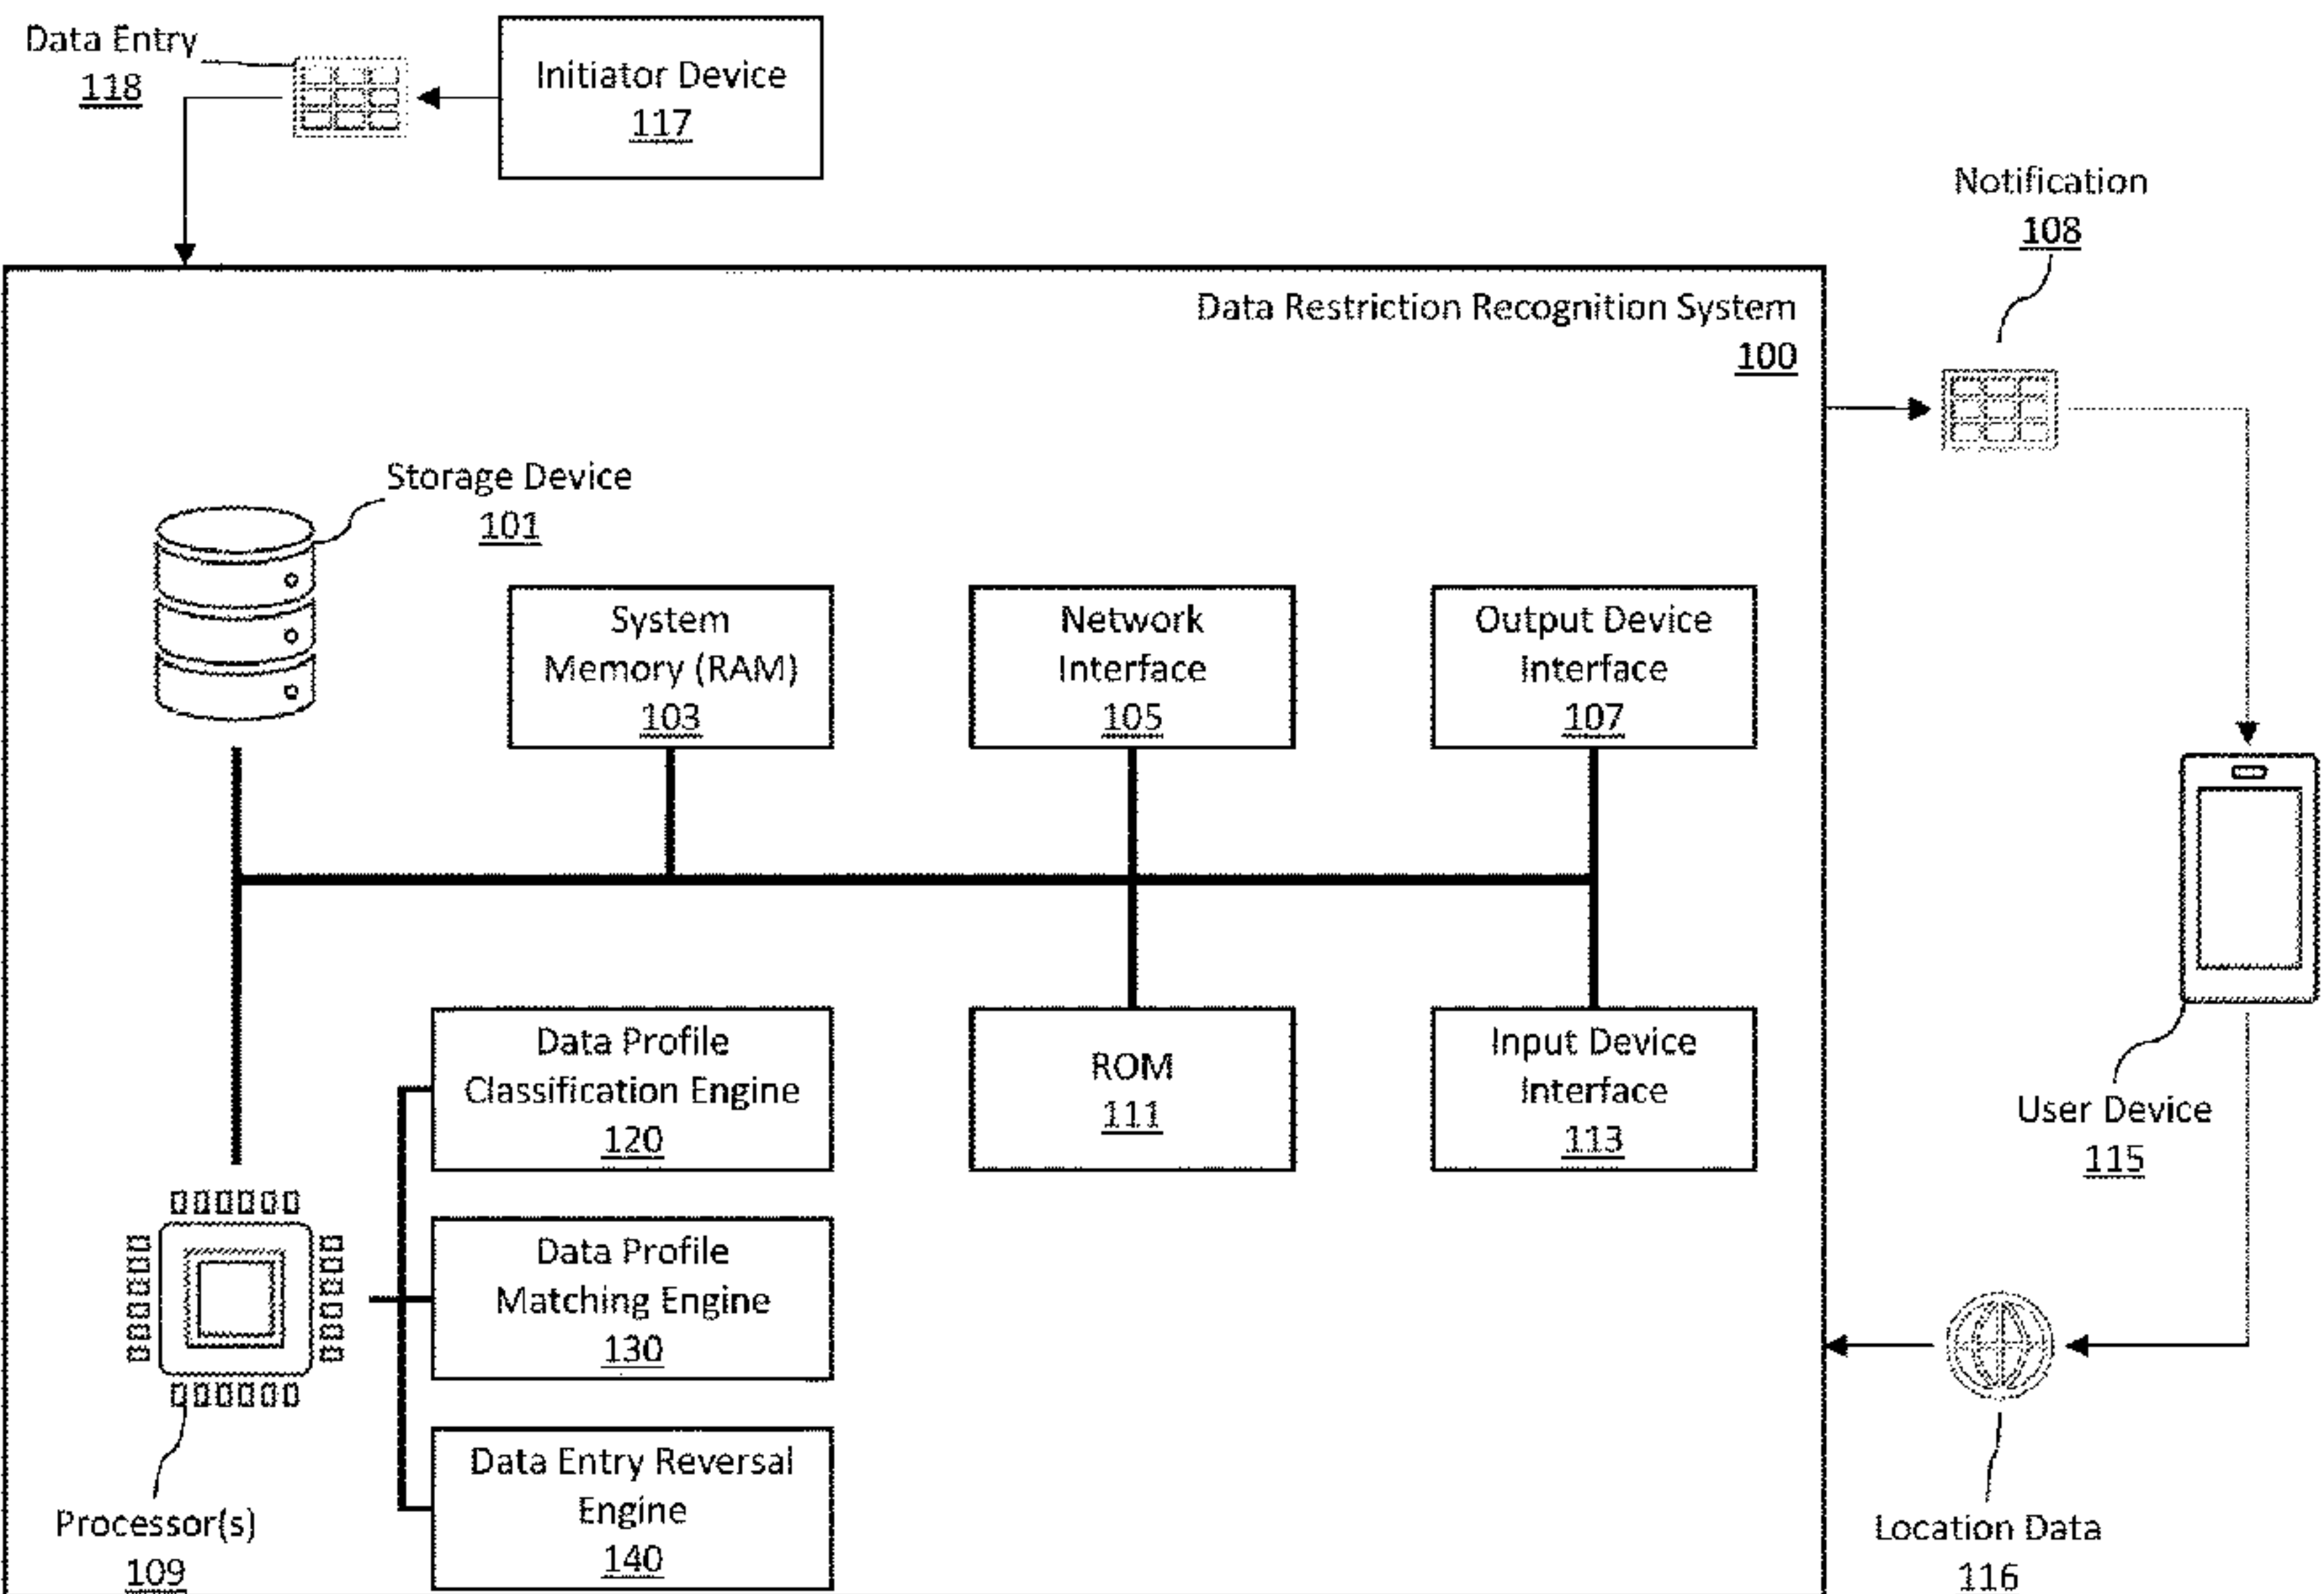 Data Entry
118
Initiator Device
117
Notification
108
Data Restriction Recognition System
100
Storage Device
101
System
Memory (RAM)
103
Network
Interface
105
Output Device
Interface
107
Data Profile
Classification Engine
120
ROM
111
Input Device
Interface
113
User Device
115
Data Profile
Matching Engine
130
Data Entry Reversal
Engine
140
Processor(s)
109
Location Data
116